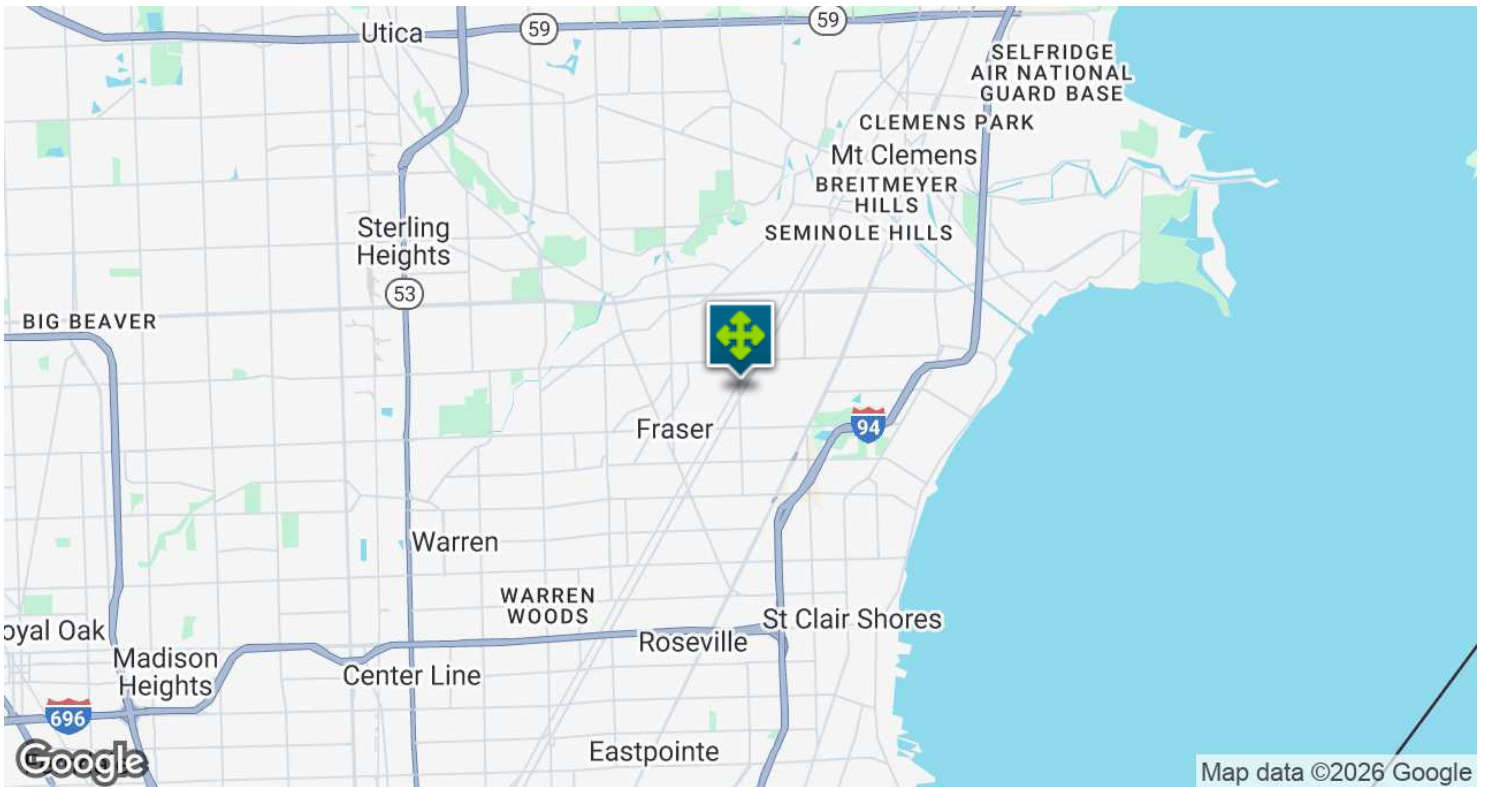 Utica
59
59
SELFRIDGE
AIR NATIONAL
GUARD BASE
CLEMENS PARK
Mt Clemens
BREITMEYER
HILLS
SEMINOLE HILLS
Sterling
Heights
53
BIG BEAVER
Fraser
94
Warren
WARREN
WOODS
St Clair Shores
oyal Oak
Roseville
Madison
Heights
Center Line
696
Eastpointe
Google
Map data ©2026 Google